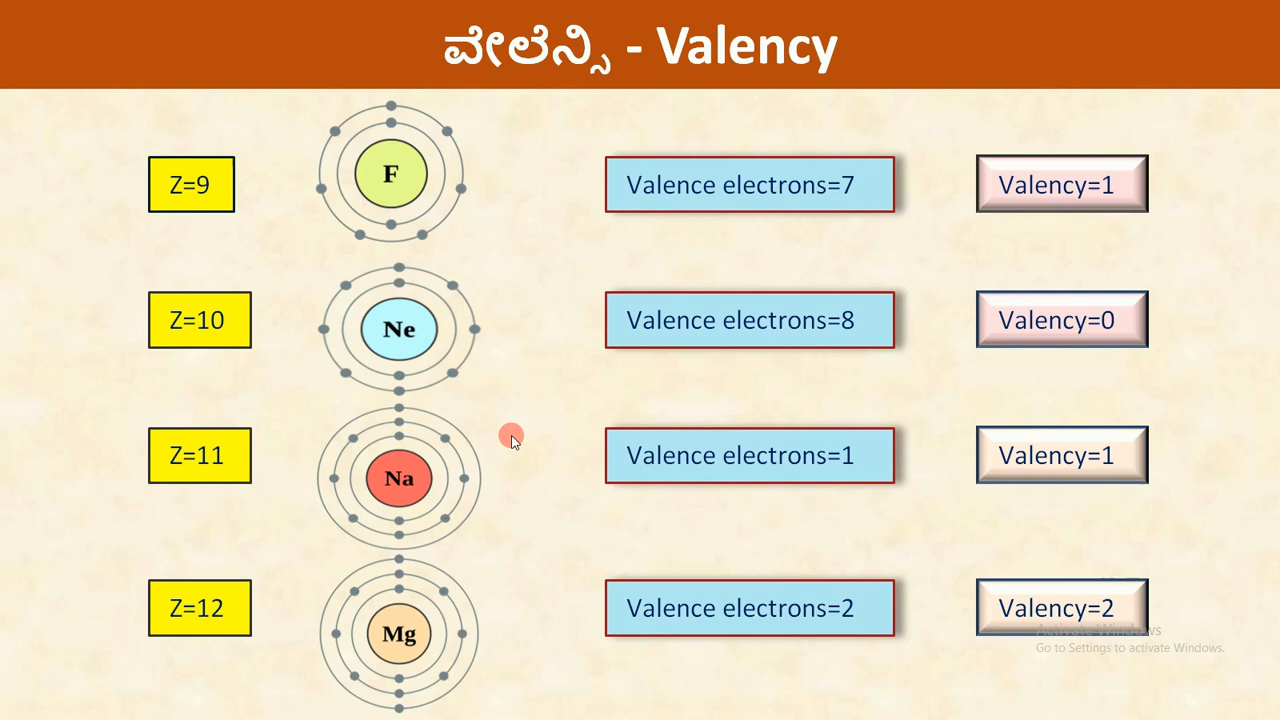 ವೇಲೆನ್ಸಿ - Valency
Z=9
F
Valence electrons=7
Valency=1
Z=10
Ne
Valence electrons=8
Valency=0
Z=11
Na
Valence electrons=1
Valency=1
Z=12
Mg
Valence electrons=2
Valency=2
Activate Windows
Go to Settings to activate Windows.